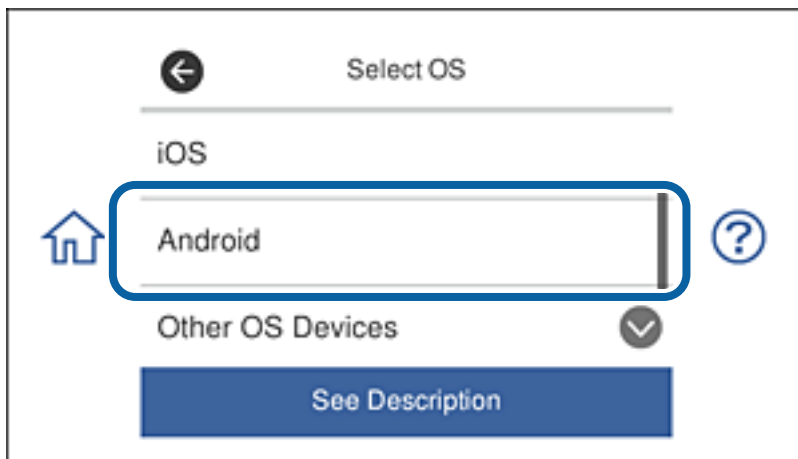 Select OS
iOS
Android
Other OS Devices
See Description